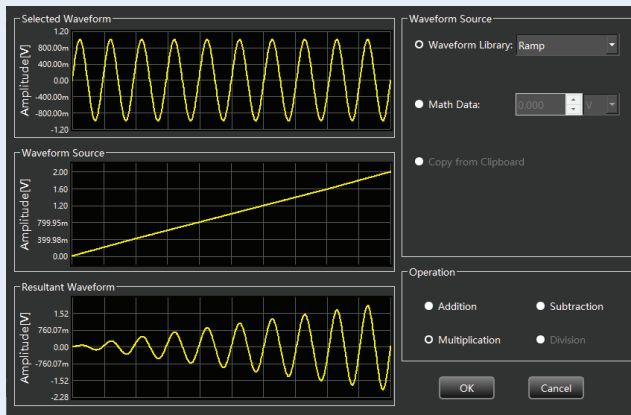 Selected Waveform
Amplitude[V]
1.20
800.00m
400.00m
0.00
-400.00m
-800.00m
-1.20
Waveform Source
Amplitude[V]
2.00
1.60
1.20
799.95m
399.98m
0.00
Resultant Waveform
Amplitude[V]
1.52
760.07m
0.00
-760.07m
-1.52
-2.28
Waveform Source
Waveform Library: Ramp
Math Data: 0.000 V
Copy from Clipboard
Operation
Addition Subtraction
Multiplication Division
OK Cancel